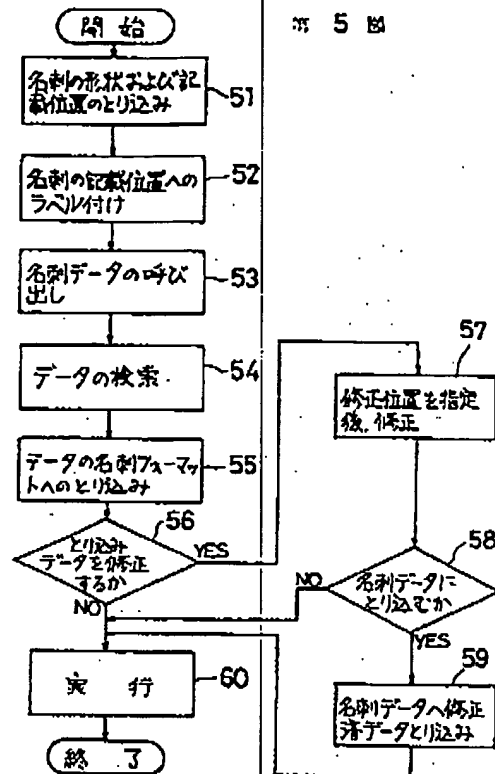 第 5 図
開 始
名刺の形状および記
載位置のとり込み
51
名刺の記載位置への
ラベル付け
52
名刺データの呼び
出し
53
データの検索
54
データの名刺フォーマッ
トへのとり込み
55
とり込み
データを修正
するか
56
YES
NO
修正位置を指定
後、修正
57
名刺データに
とり込むか
58
NO
YES
名刺データへ修正
済データとり込み
59
実 行
60
終 了